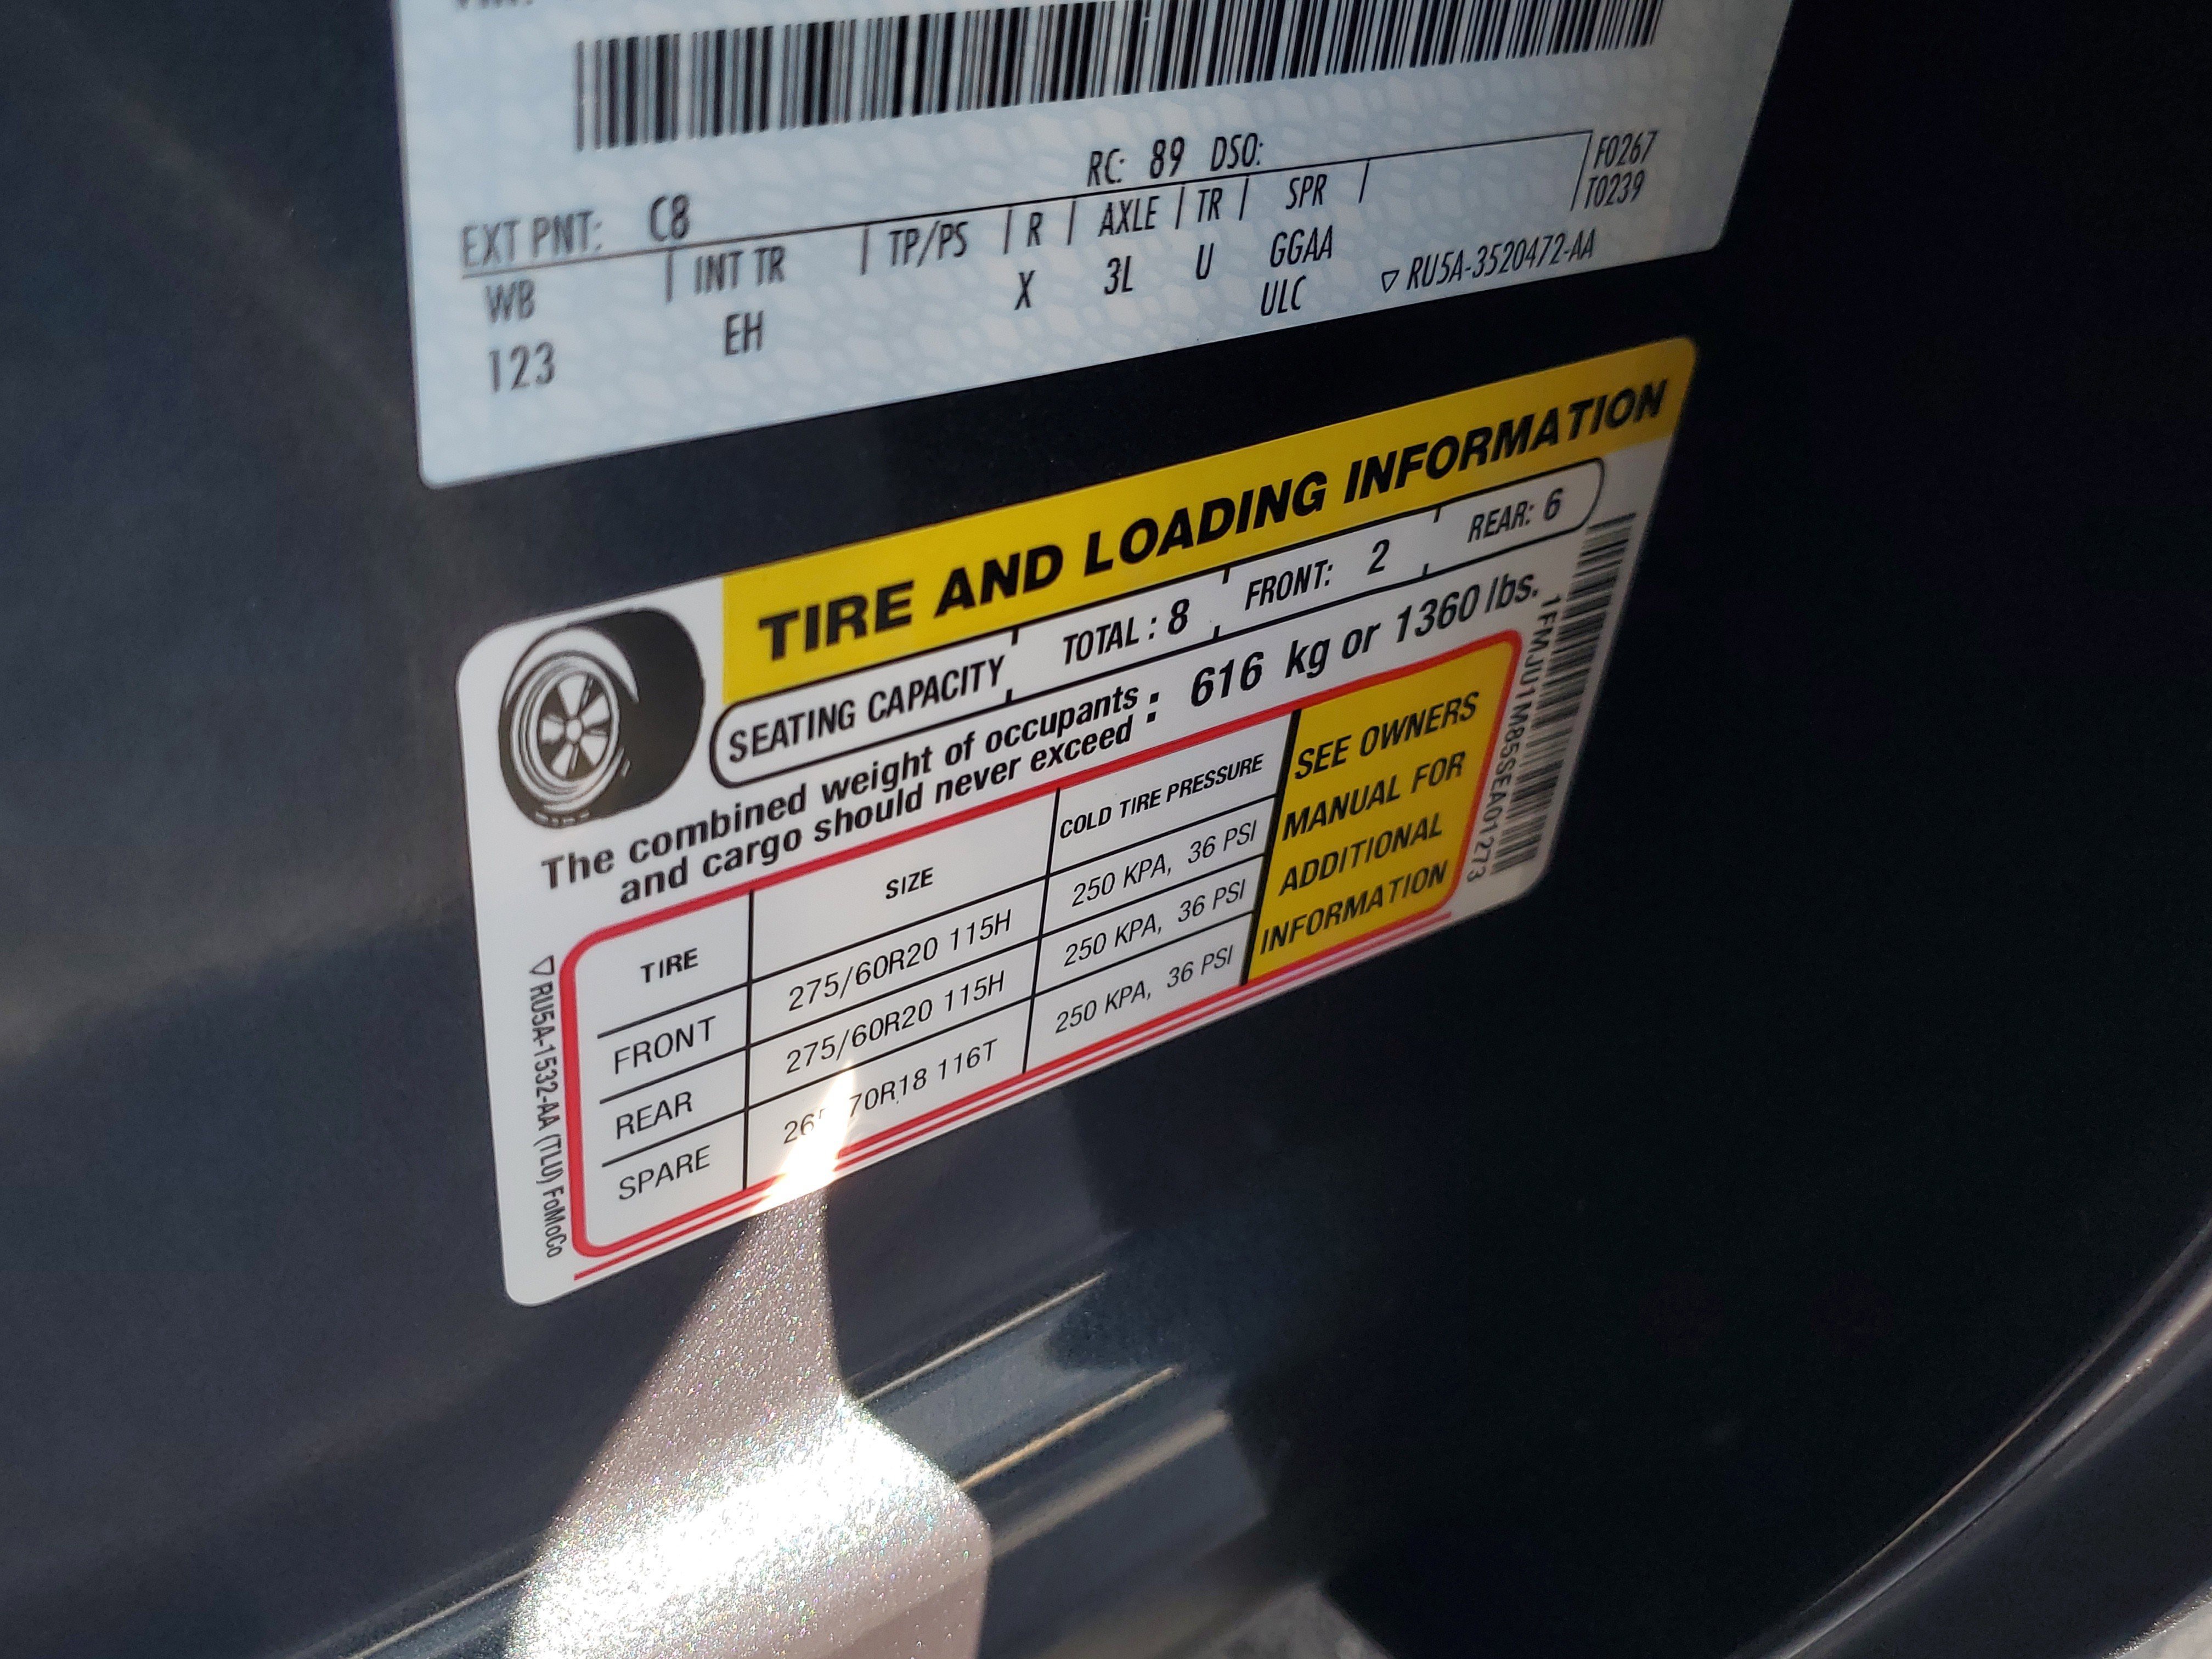 RC: 89 DSO:
F0267
T0239
EXT PNT: C8
WB | INT TR | TP/PS | R | AXLE | TR | SPR |
123 EH X 3L U GGAA
ULC
▽ RU5A-3520472-AA
TIRE AND LOADING INFORMATION
SEATING CAPACITY TOTAL : 8 FRONT: 2 REAR: 6
The combined weight of occupants
and cargo should never exceed : 616 kg or 1360 lbs.
TIRE SIZE COLD TIRE PRESSURE
FRONT 275/60R20 115H 250 KPA, 36 PSI
REAR 275/60R20 115H 250 KPA, 36 PSI
SPARE 70R18 116T 250 KPA, 36 PSI
SEE OWNERS
MANUAL FOR
ADDITIONAL
INFORMATION
1FMJU1M85SEA01273
▽ RU5A-1532-AA (TLU) FoMoCo